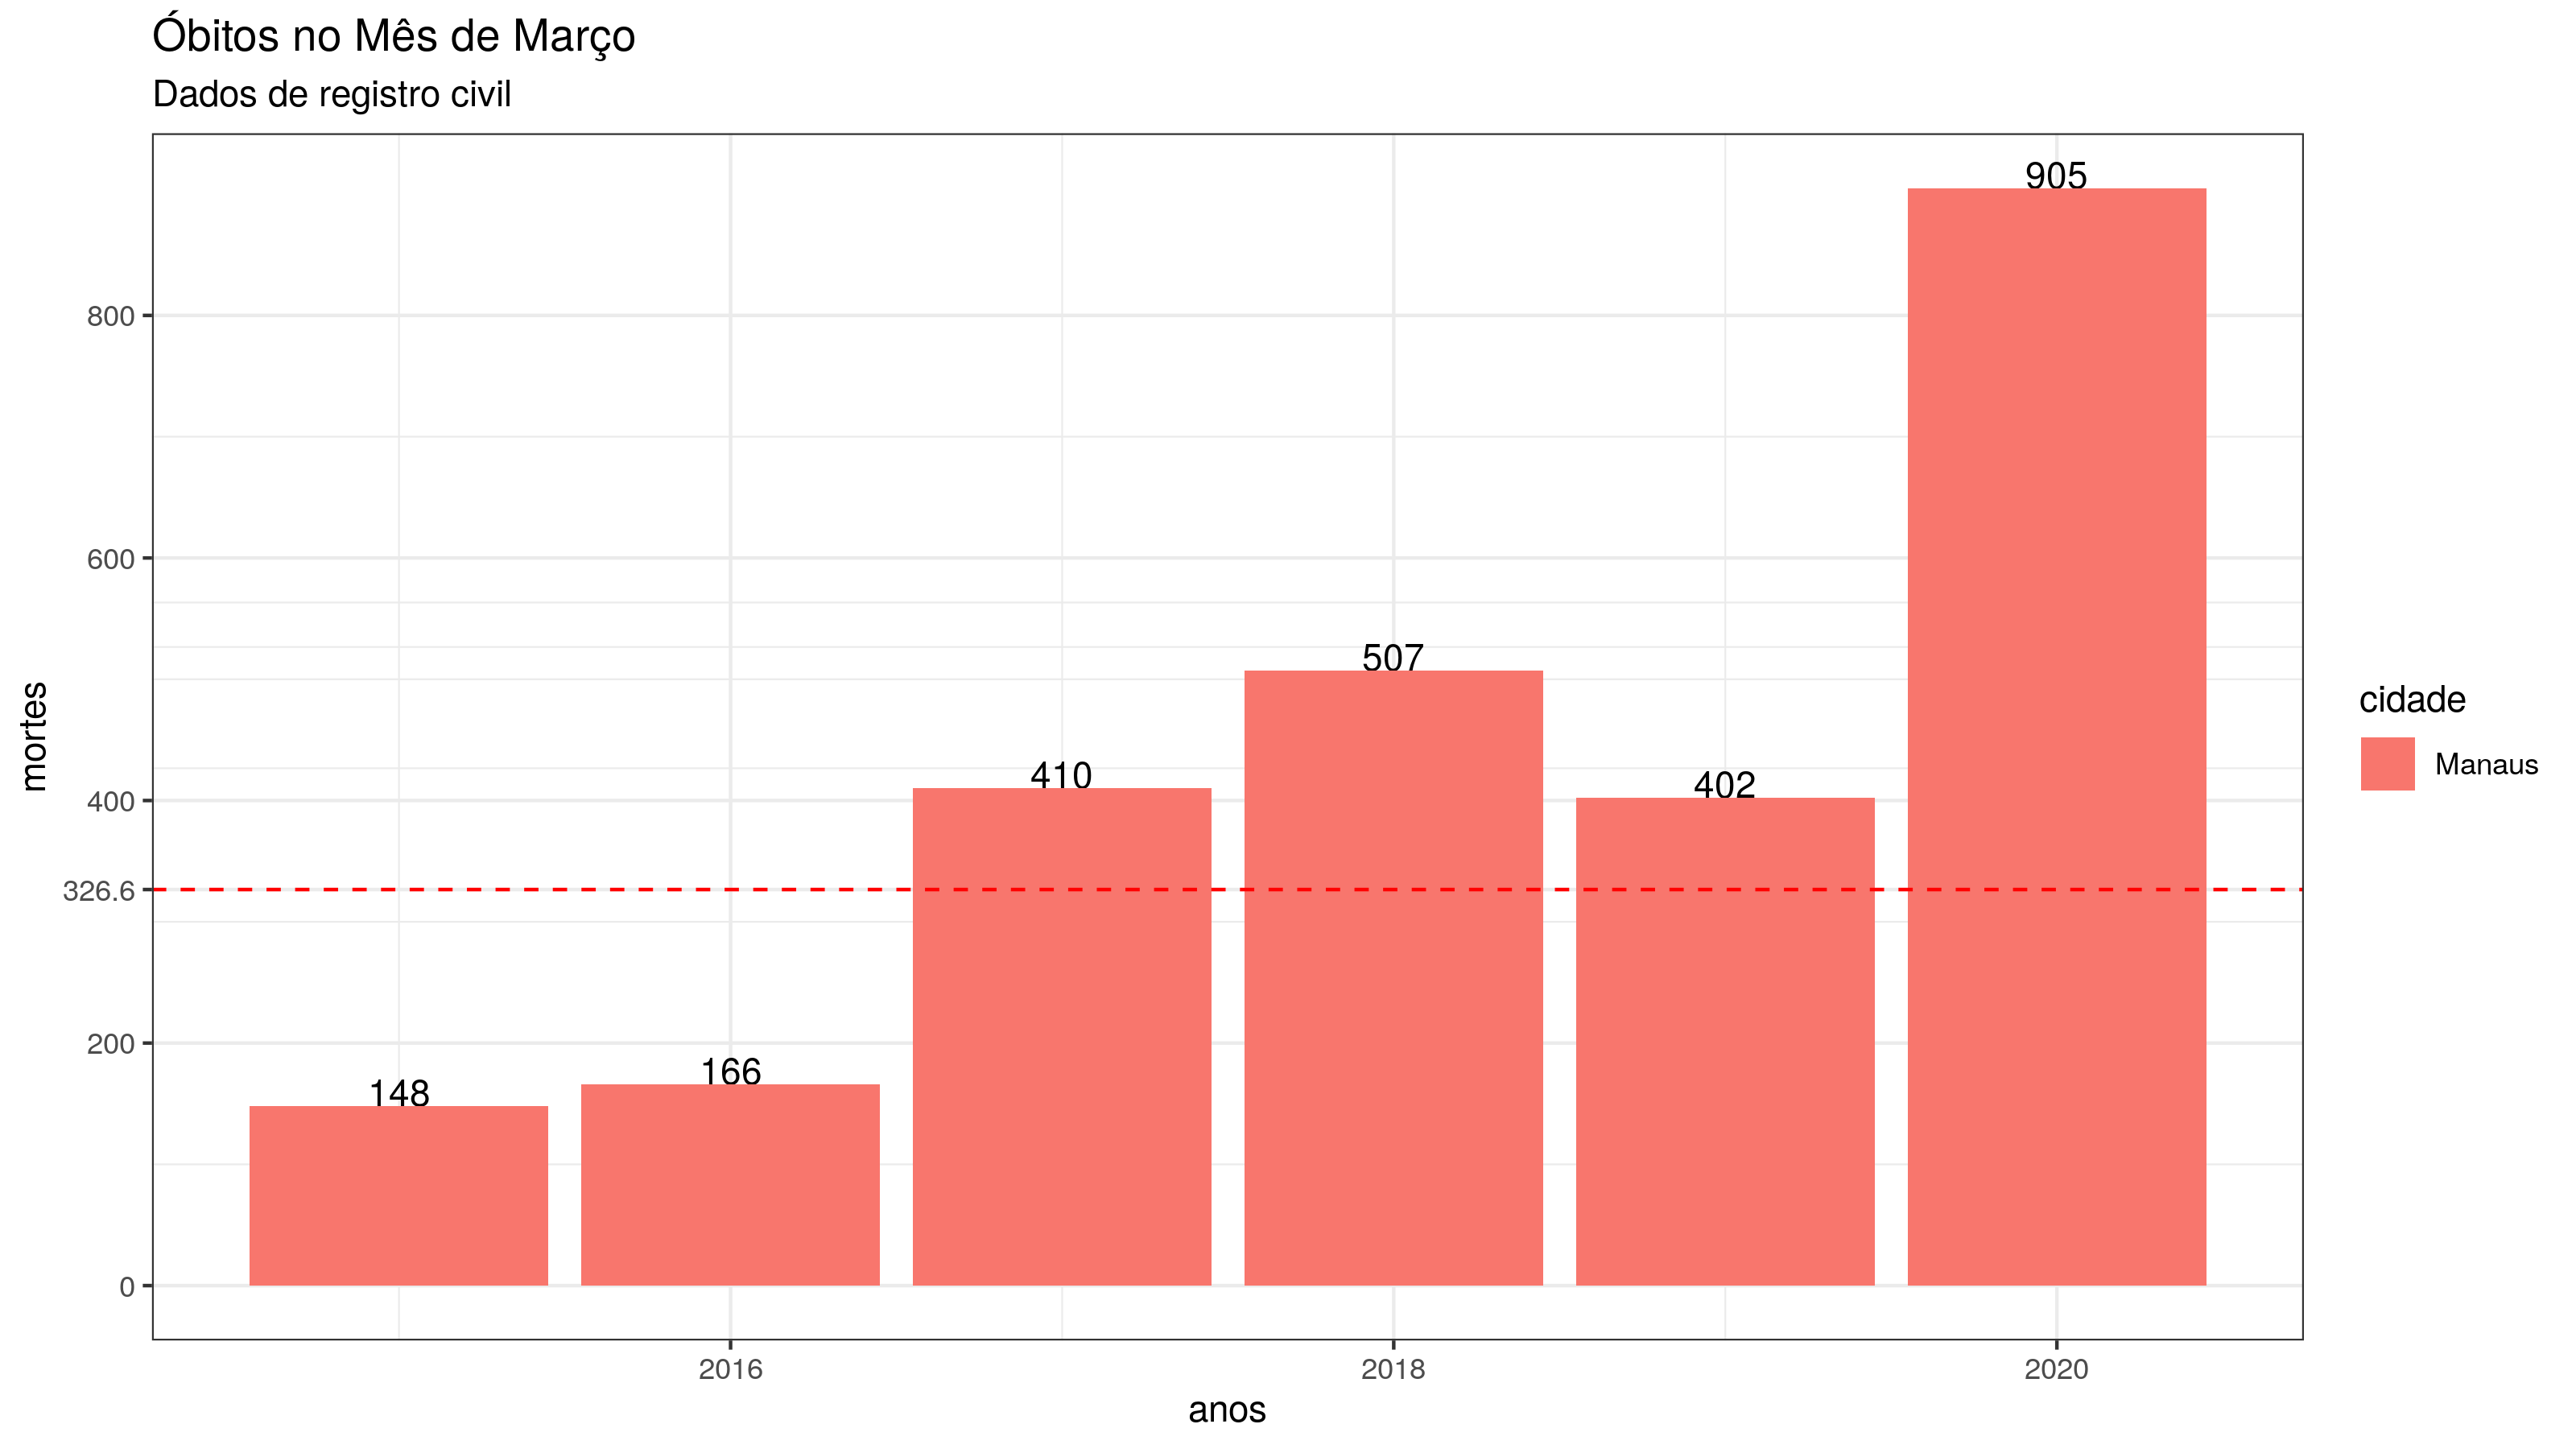 Óbitos no Mês de Março
Dados de registro civil
905
800
600
507
410
402
400
326.6
200
166
148
0
mortes
cidade
Manaus
2016
2018
2020
anos